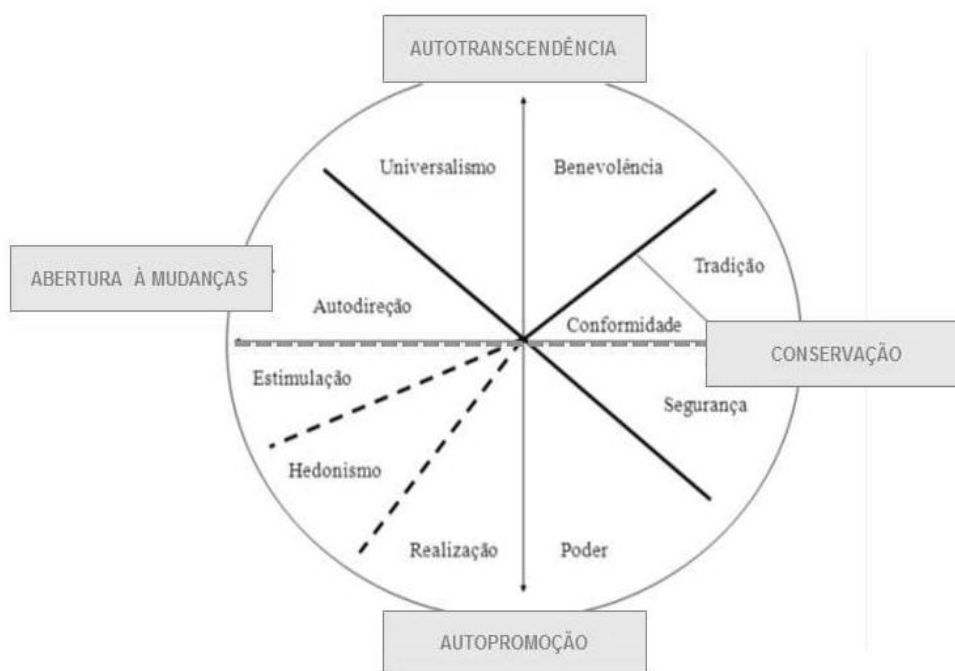 AUTOTRANSCENDÊNCIA
Universalismo
Benevolência
Tradição
ABERTURA À MUDANÇAS
Autodireção
Conformidade
CONSERVAÇÃO
Estimulação
Segurança
Hedonismo
Realização
Poder
AUTOPROMOÇÃO